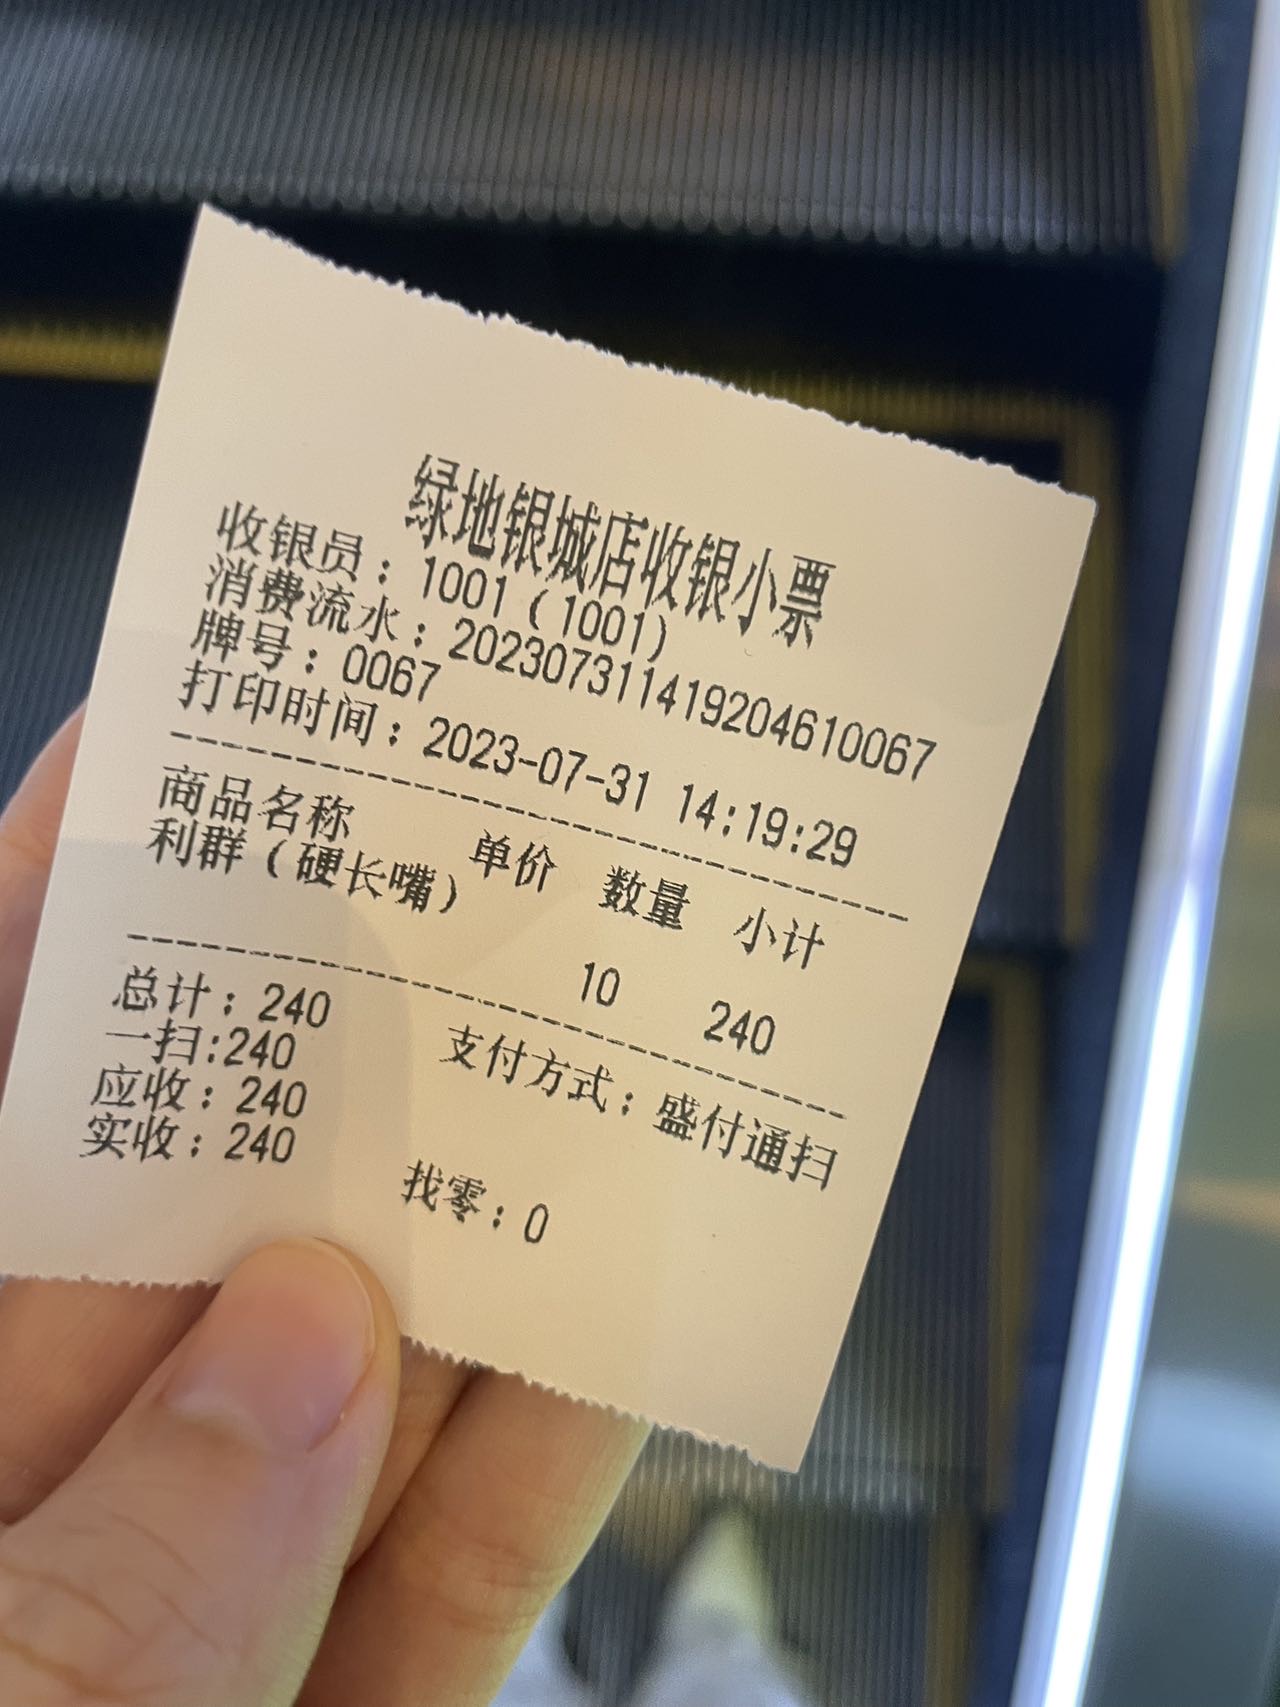 绿地银城店收银小票
收银员：1001（1001）
消费流水：202307311419204610067
牌号：0067
打印时间：2023-07-31 14:19:29
商品名称 单价 数量 小计
利群（硬长嘴）
10 240
总计：240
一扫:240 支付方式：盛付通扫
应收：240
实收：240 找零：0